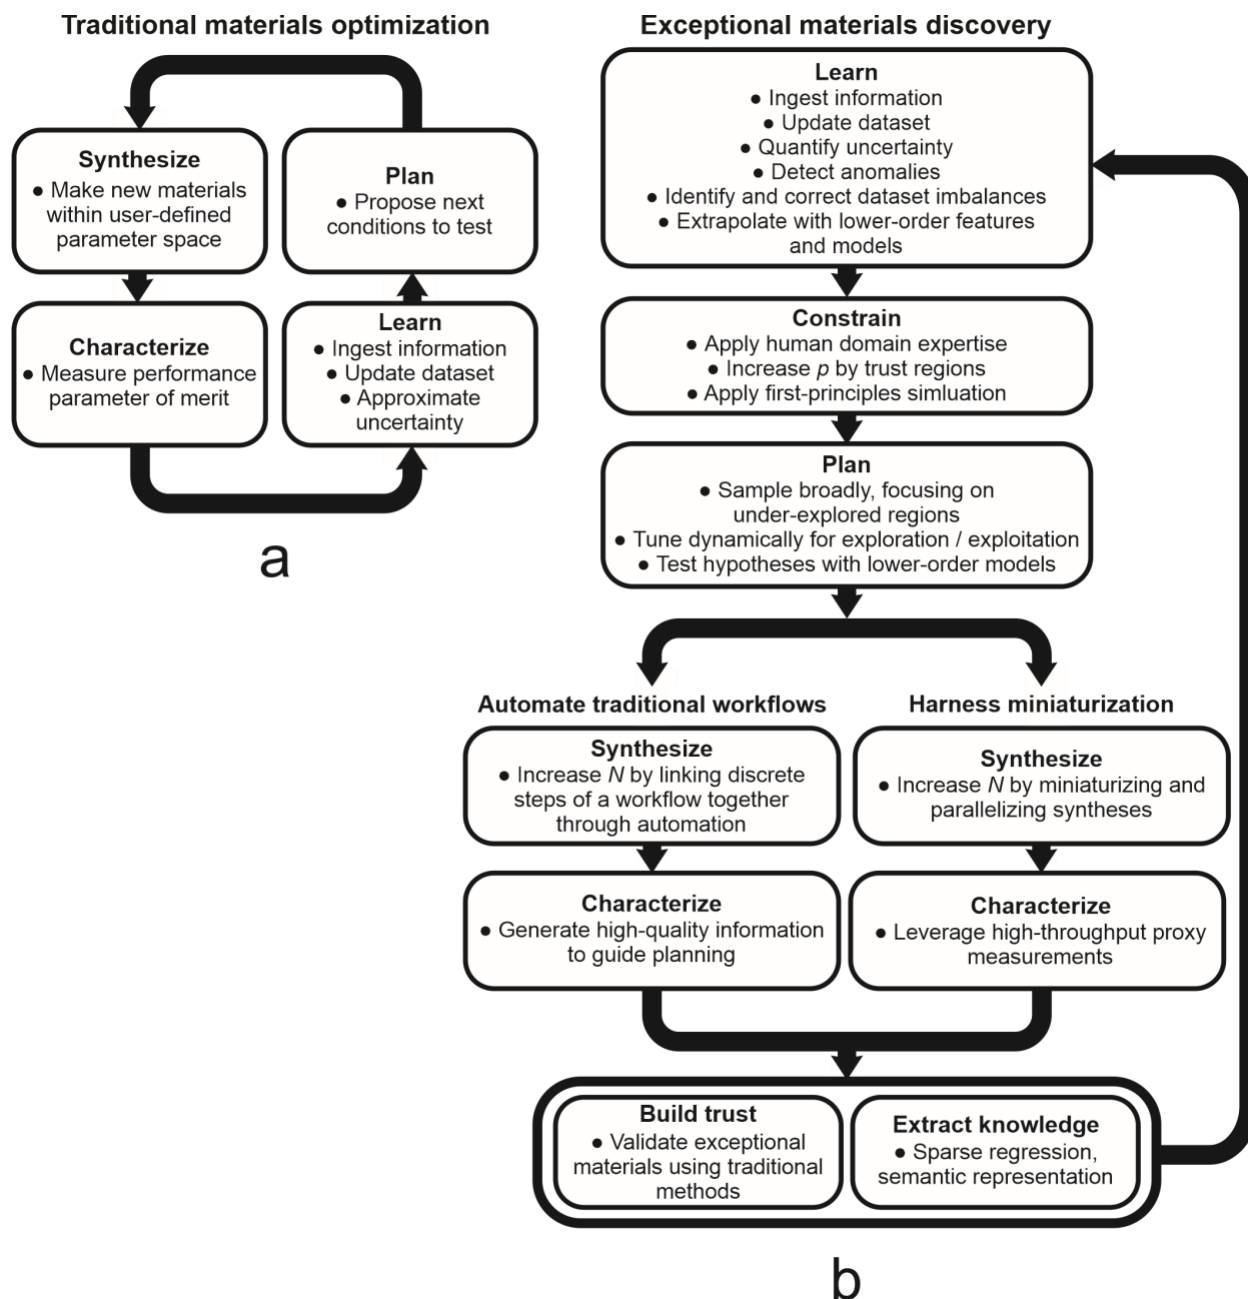 Traditional materials optimization
Synthesize
● Make new materials
within user-defined
parameter space
Plan
● Propose next
conditions to test
Characterize
● Measure performance
parameter of merit
Learn
● Ingest information
● Update dataset
● Approximate
uncertainty
a
Exceptional materials discovery
Learn
● Ingest information
● Update dataset
● Quantify uncertainty
● Detect anomalies
● Identify and correct dataset imbalances
● Extrapolate with lower-order features
and models
Constrain
● Apply human domain expertise
● Increase p by trust regions
● Apply first-principles simluation
Plan
● Sample broadly, focusing on
under-explored regions
● Tune dynamically for exploration / exploitation
● Test hypotheses with lower-order models
Automate traditional workflows
Synthesize
● Increase N by linking discrete
steps of a workflow together
through automation
Characterize
● Generate high-quality information
to guide planning
Harness miniaturization
Synthesize
● Increase N by miniaturizing and
parallelizing syntheses
Characterize
● Leverage high-throughput proxy
measurements
Build trust
● Validate exceptional
materials using traditional
methods
Extract knowledge
● Sparse regression,
semantic representation
b